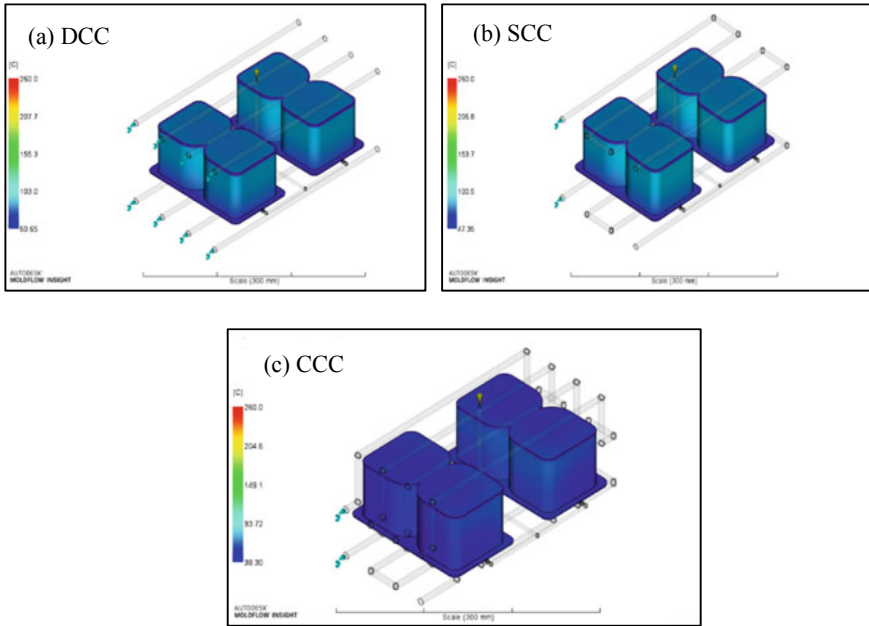 (a) DCC
[C]
260.0
207.7
155.3
103.0
50.65
AUTODESK
MOLDFLOW INSIGHT
Scale (300 mm)
(b) SCC
[C]
260.0
206.8
153.7
100.5
47.35
AUTODESK
MOLDFLOW INSIGHT
Scale (300 mm)
(c) CCC
[C]
260.0
204.6
149.1
93.72
38.30
AUTODESK
MOLDFLOW INSIGHT
Scale (300 mm)